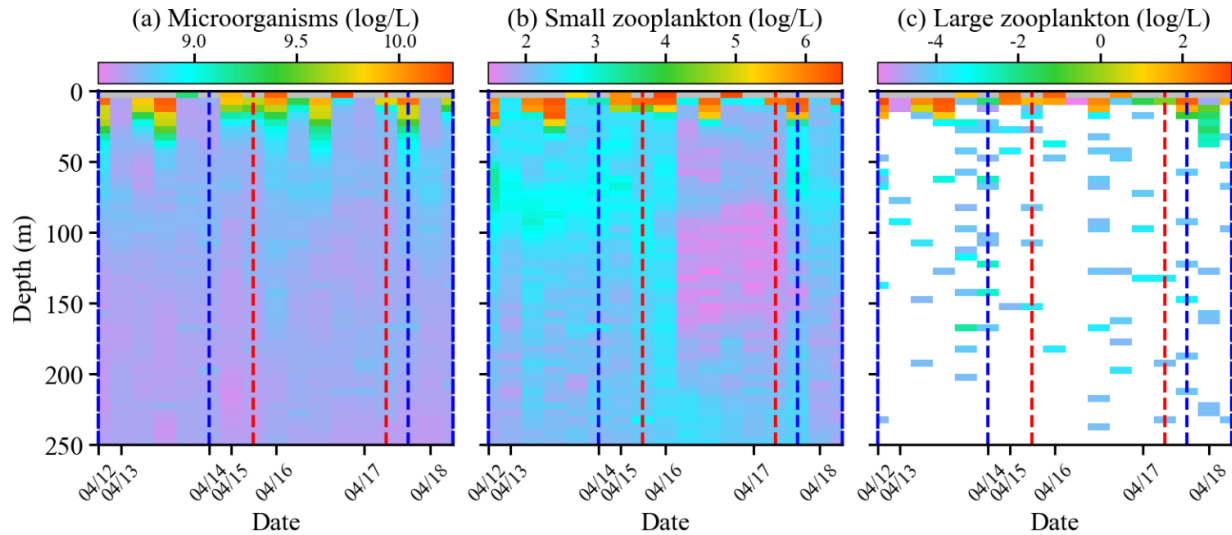 (a) Microorganisms (log/L)
9.0 9.5 10.0
(b) Small zooplankton (log/L)
2 3 4 5 6
(c) Large zooplankton (log/L)
-4 -2 0 2
Depth (m)
0
50
100
150
200
250
04/12 04/13 04/14 04/15 04/16 04/17 04/18
Date
04/12 04/13 04/14 04/15 04/16 04/17 04/18
Date
04/12 04/13 04/14 04/15 04/16 04/17 04/18
Date